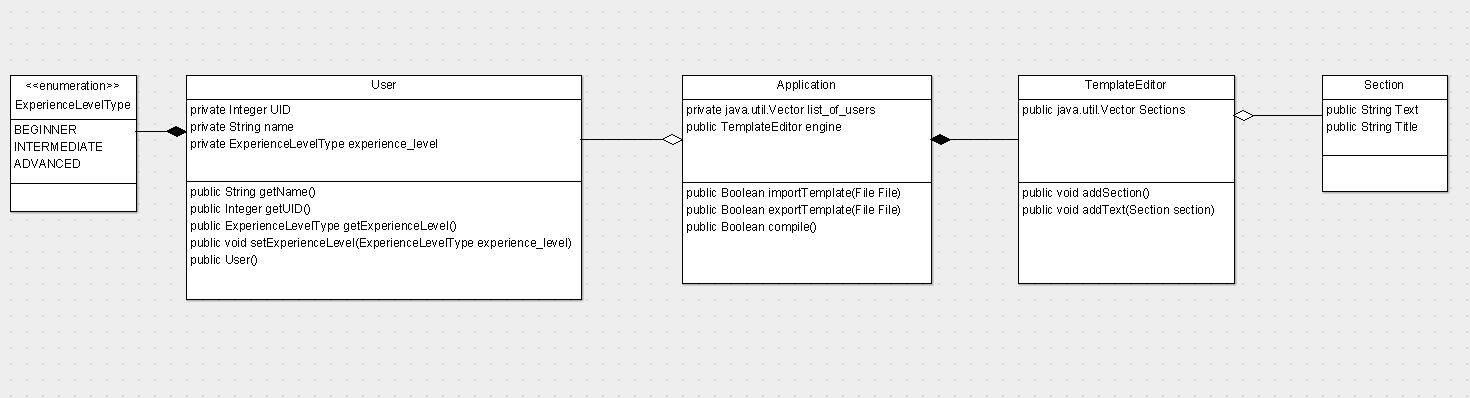 <<enumeration>>
ExperienceLevelType
BEGINNER
INTERMEDIATE
ADVANCED
User
private Integer UID
private String name
private ExperienceLevelType experience_level
public String getName()
public Integer getUID()
public ExperienceLevelType getExperienceLevel()
public void setExperienceLevel(ExperienceLevelType experience_level)
public User()
Application
private java.util.Vector list_of_users
public TemplateEditor engine
public Boolean importTemplate(File File)
public Boolean exportTemplate(File File)
public Boolean compile()
TemplateEditor
public java.util.Vector Sections
public void addSection()
public void addText(Section section)
Section
public String Text
public String Title